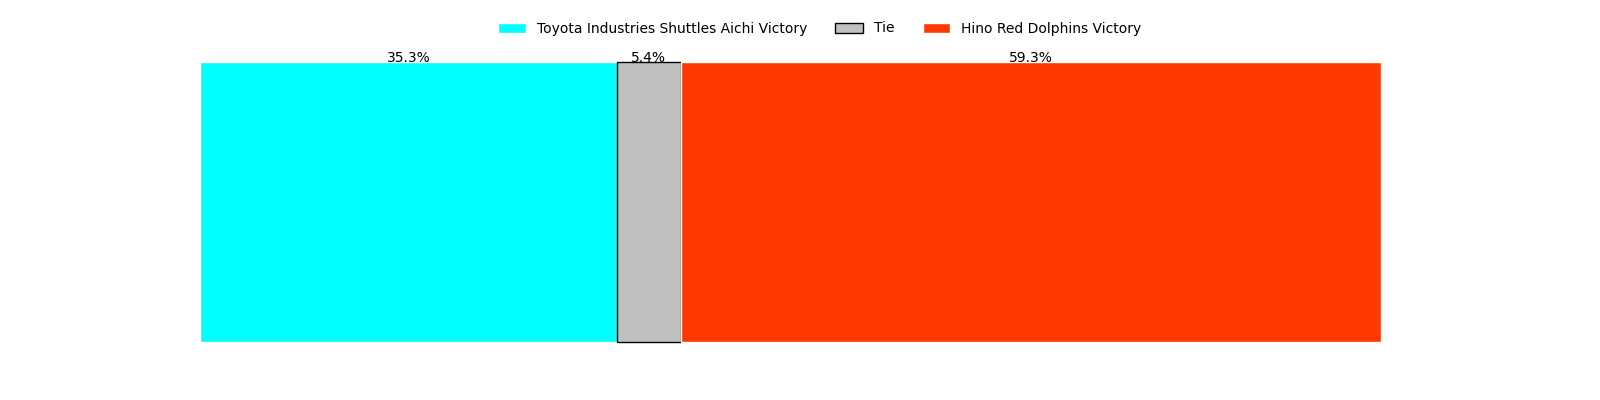 Toyota Industries Shuttles Aichi Victory Tie Hino Red Dolphins Victory
35.3% 5.4% 59.3%